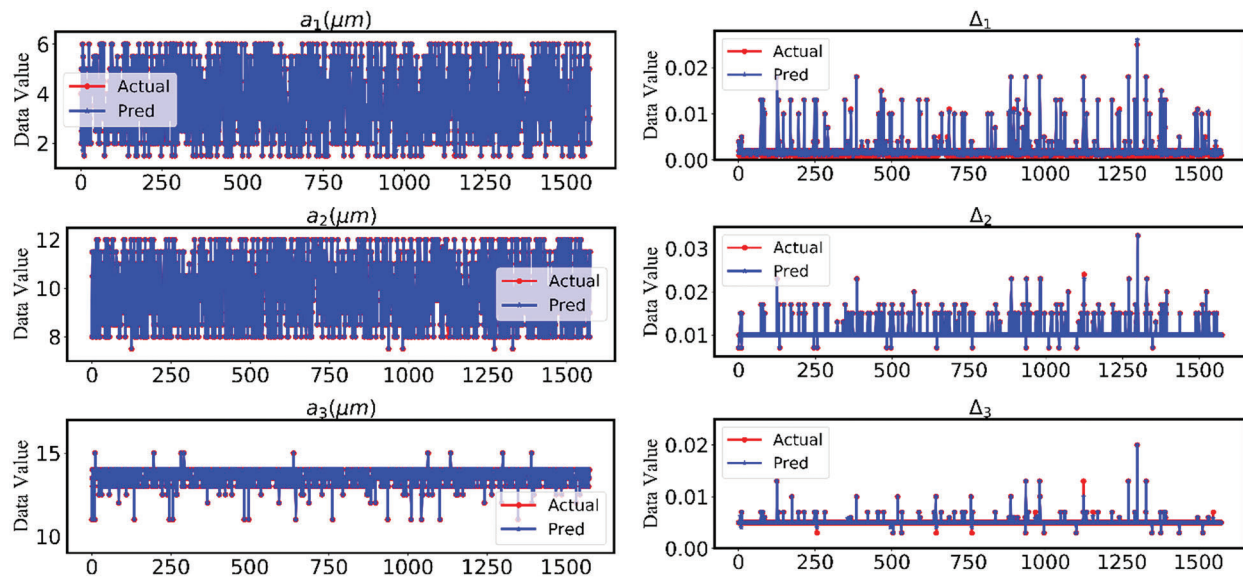 a₁(μm)
Data Value
6
4
2
Actual
Pred
0 250 500 750 1000 1250 1500
Δ₁
Data Value
0.02
0.01
0.00
Actual
Pred
0 250 500 750 1000 1250 1500
a₂(μm)
Data Value
12
10
8
Actual
Pred
0 250 500 750 1000 1250 1500
Δ₂
Data Value
0.03
0.02
0.01
Actual
Pred
0 250 500 750 1000 1250 1500
a₃(μm)
Data Value
15
10
Actual
Pred
0 250 500 750 1000 1250 1500
Δ₃
Data Value
0.02
0.01
0.00
Actual
Pred
0 250 500 750 1000 1250 1500